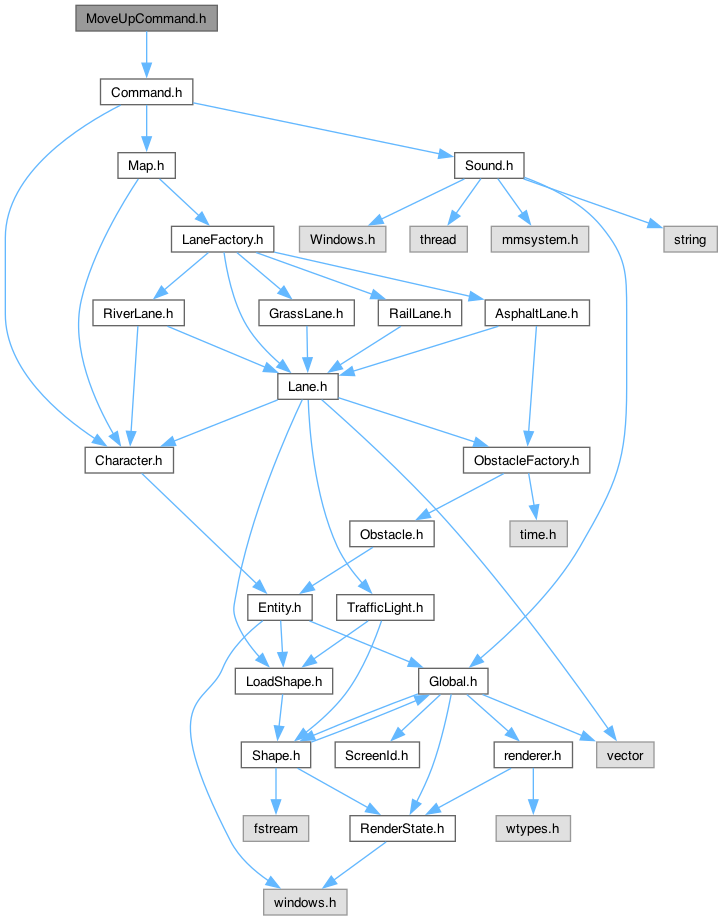 MoveUpCommand.h
Command.h
Map.h
Sound.h
LaneFactory.h
Windows.h
thread
mmsystem.h
string
RiverLane.h
GrassLane.h
RailLane.h
AsphaltLane.h
Lane.h
Character.h
ObstacleFactory.h
Obstacle.h
time.h
Entity.h
TrafficLight.h
LoadShape.h
Global.h
Shape.h
ScreenId.h
renderer.h
vector
fstream
RenderState.h
wtypes.h
windows.h